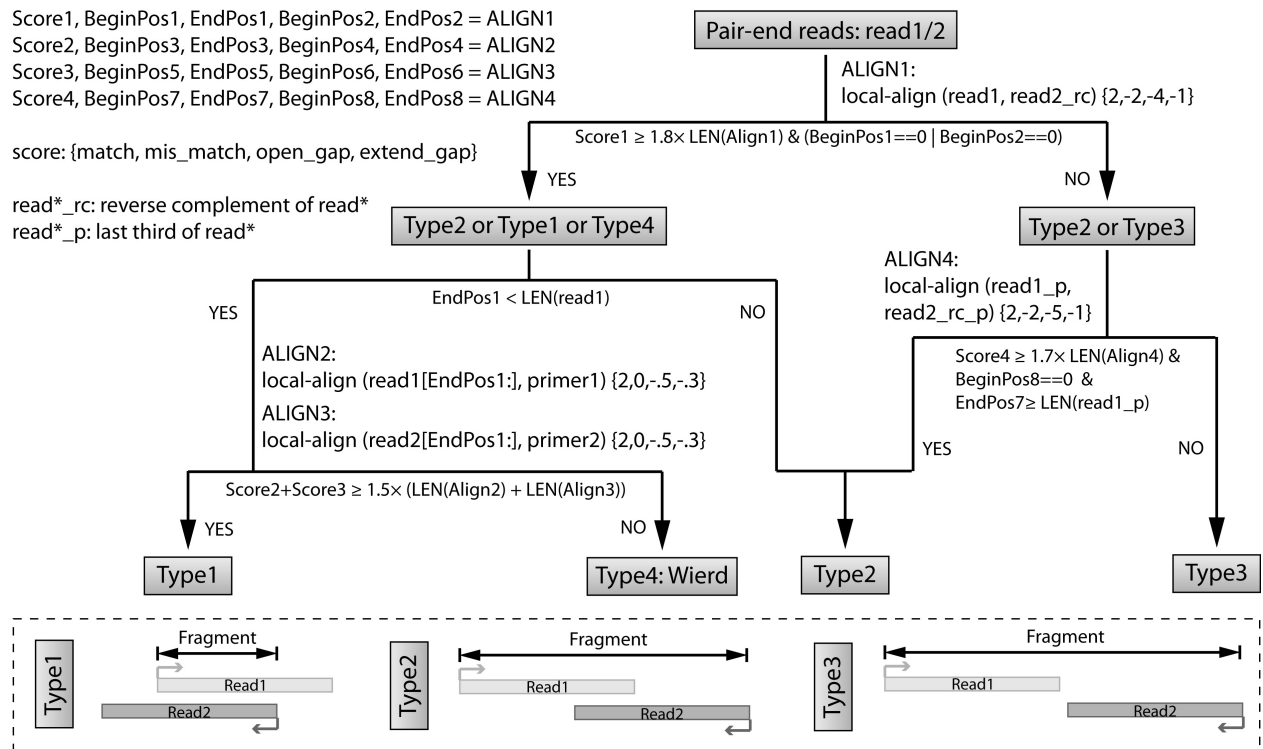 Score1, BeginPos1, EndPos1, BeginPos2, EndPos2 = ALIGN1
Score2, BeginPos3, EndPos3, BeginPos4, EndPos4 = ALIGN2
Score3, BeginPos5, EndPos5, BeginPos6, EndPos6 = ALIGN3
Score4, BeginPos7, EndPos7, BeginPos8, EndPos8 = ALIGN4
score: {match, mis_match, open_gap, extend_gap}
read*_rc: reverse complement of read*
read*_p: last third of read*
Pair-end reads: read1/2
ALIGN1:
local-align (read1, read2_rc) {2,-2,-4,-1}
Score1 ≥ 1.8× LEN(Align1) & (BeginPos1==0 | BeginPos2==0)
YES
NO
Type2 or Type1 or Type4
Type2 or Type3
EndPos1 < LEN(read1)
YES
NO
ALIGN4:
local-align (read1_p,
read2_rc_p) {2,-2,-5,-1}
ALIGN2:
local-align (read1[EndPos1:], primer1) {2,0,-.5,-.3}
ALIGN3:
local-align (read2[EndPos1:], primer2) {2,0,-.5,-.3}
Score4 ≥ 1.7× LEN(Align4) &
BeginPos8==0 &
EndPos7≥ LEN(read1_p)
YES
NO
Score2+Score3 ≥ 1.5× (LEN(Align2) + LEN(Align3))
YES
NO
Type1
Type4: Wierd
Type2
Type3
Type1
Fragment
Read1
Read2
Type2
Fragment
Read1
Read2
Type3
Fragment
Read1
Read2